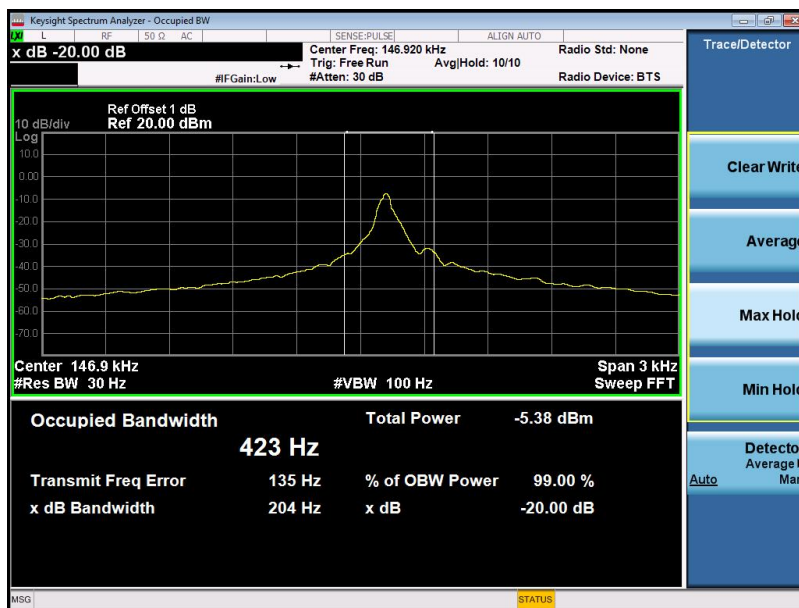 Keysight Spectrum Analyzer - Occupied BW
LXI L RF 50 Ω AC SENSE:PULSE ALIGN AUTO
x dB -20.00 dB
Center Freq: 146.920 kHz
Radio Std: None
Trig: Free Run Avg|Hold: 10/10
#IFGain:Low #Atten: 30 dB Radio Device: BTS
Ref Offset 1 dB
10 dB/div Ref 20.00 dBm
Log
10.0
0.00
-10.0
-20.0
-30.0
-40.0
-50.0
-60.0
-70.0
Center 146.9 kHz Span 3 kHz
#Res BW 30 Hz #VBW 100 Hz Sweep FFT
Occupied Bandwidth Total Power -5.38 dBm
423 Hz
Transmit Freq Error 135 Hz % of OBW Power 99.00 %
x dB Bandwidth 204 Hz x dB -20.00 dB
MSG STATUS
Trace/Detector
Clear Write
Average
Max Hold
Min Hold
Detecto
Average
Auto Man